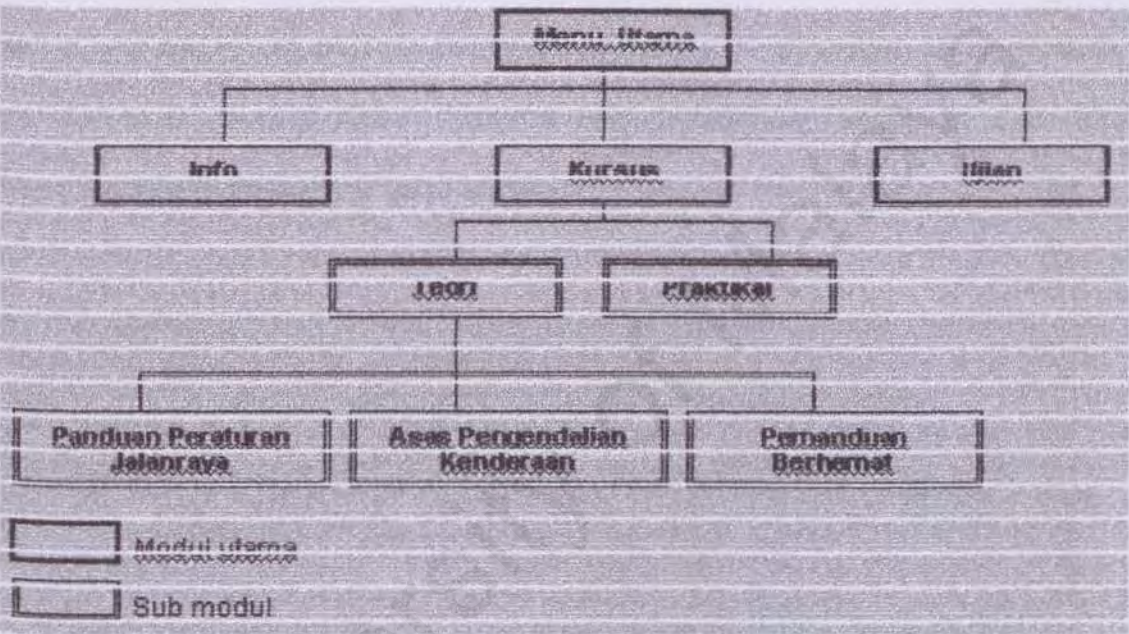 Menu Utama
Info
Kursus
Ujian
Teori
Praktikal
Panduan Peraturan
Jalanraya
Asas Pengendalian
Kenderaan
Pemanduan
Berhemat
Modul utama
Sub modul